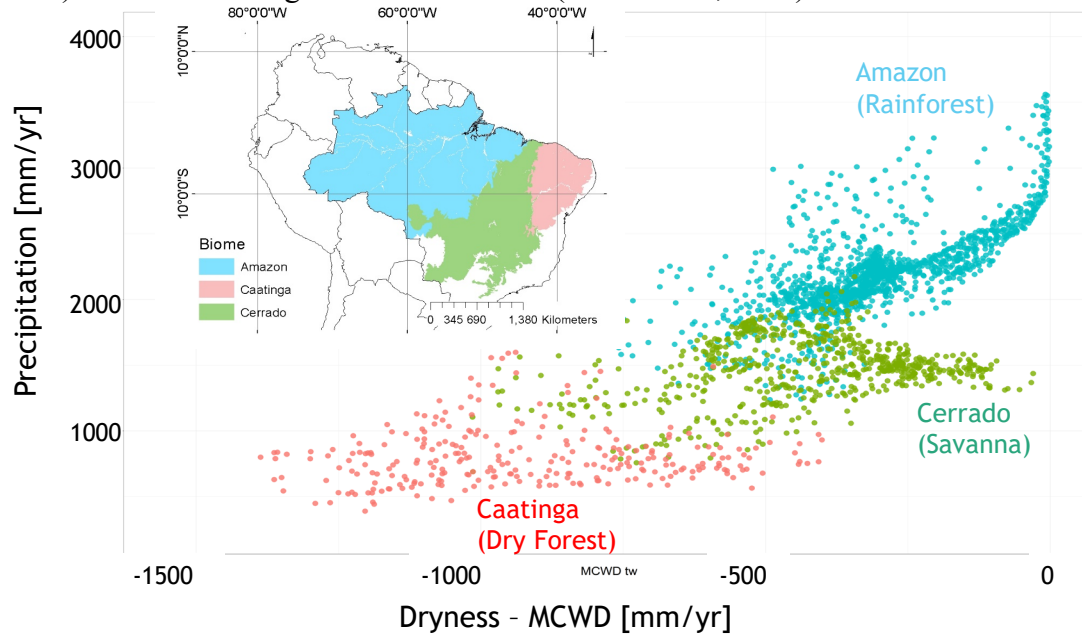 80°0'0"W 60°0'0"W 40°0'0"W
10°0'0"N
10°0'0"S
Biome
Amazon
Caatinga
Cerrado
0 345 690 1,380 Kilometers
Precipitation [mm/yr]
4000
3000
2000
1000
Amazon
(Rainforest)
Cerrado
(Savanna)
Caatinga
(Dry Forest)
-1500 -1000 -500 0
MCWD tw
Dryness - MCWD [mm/yr]